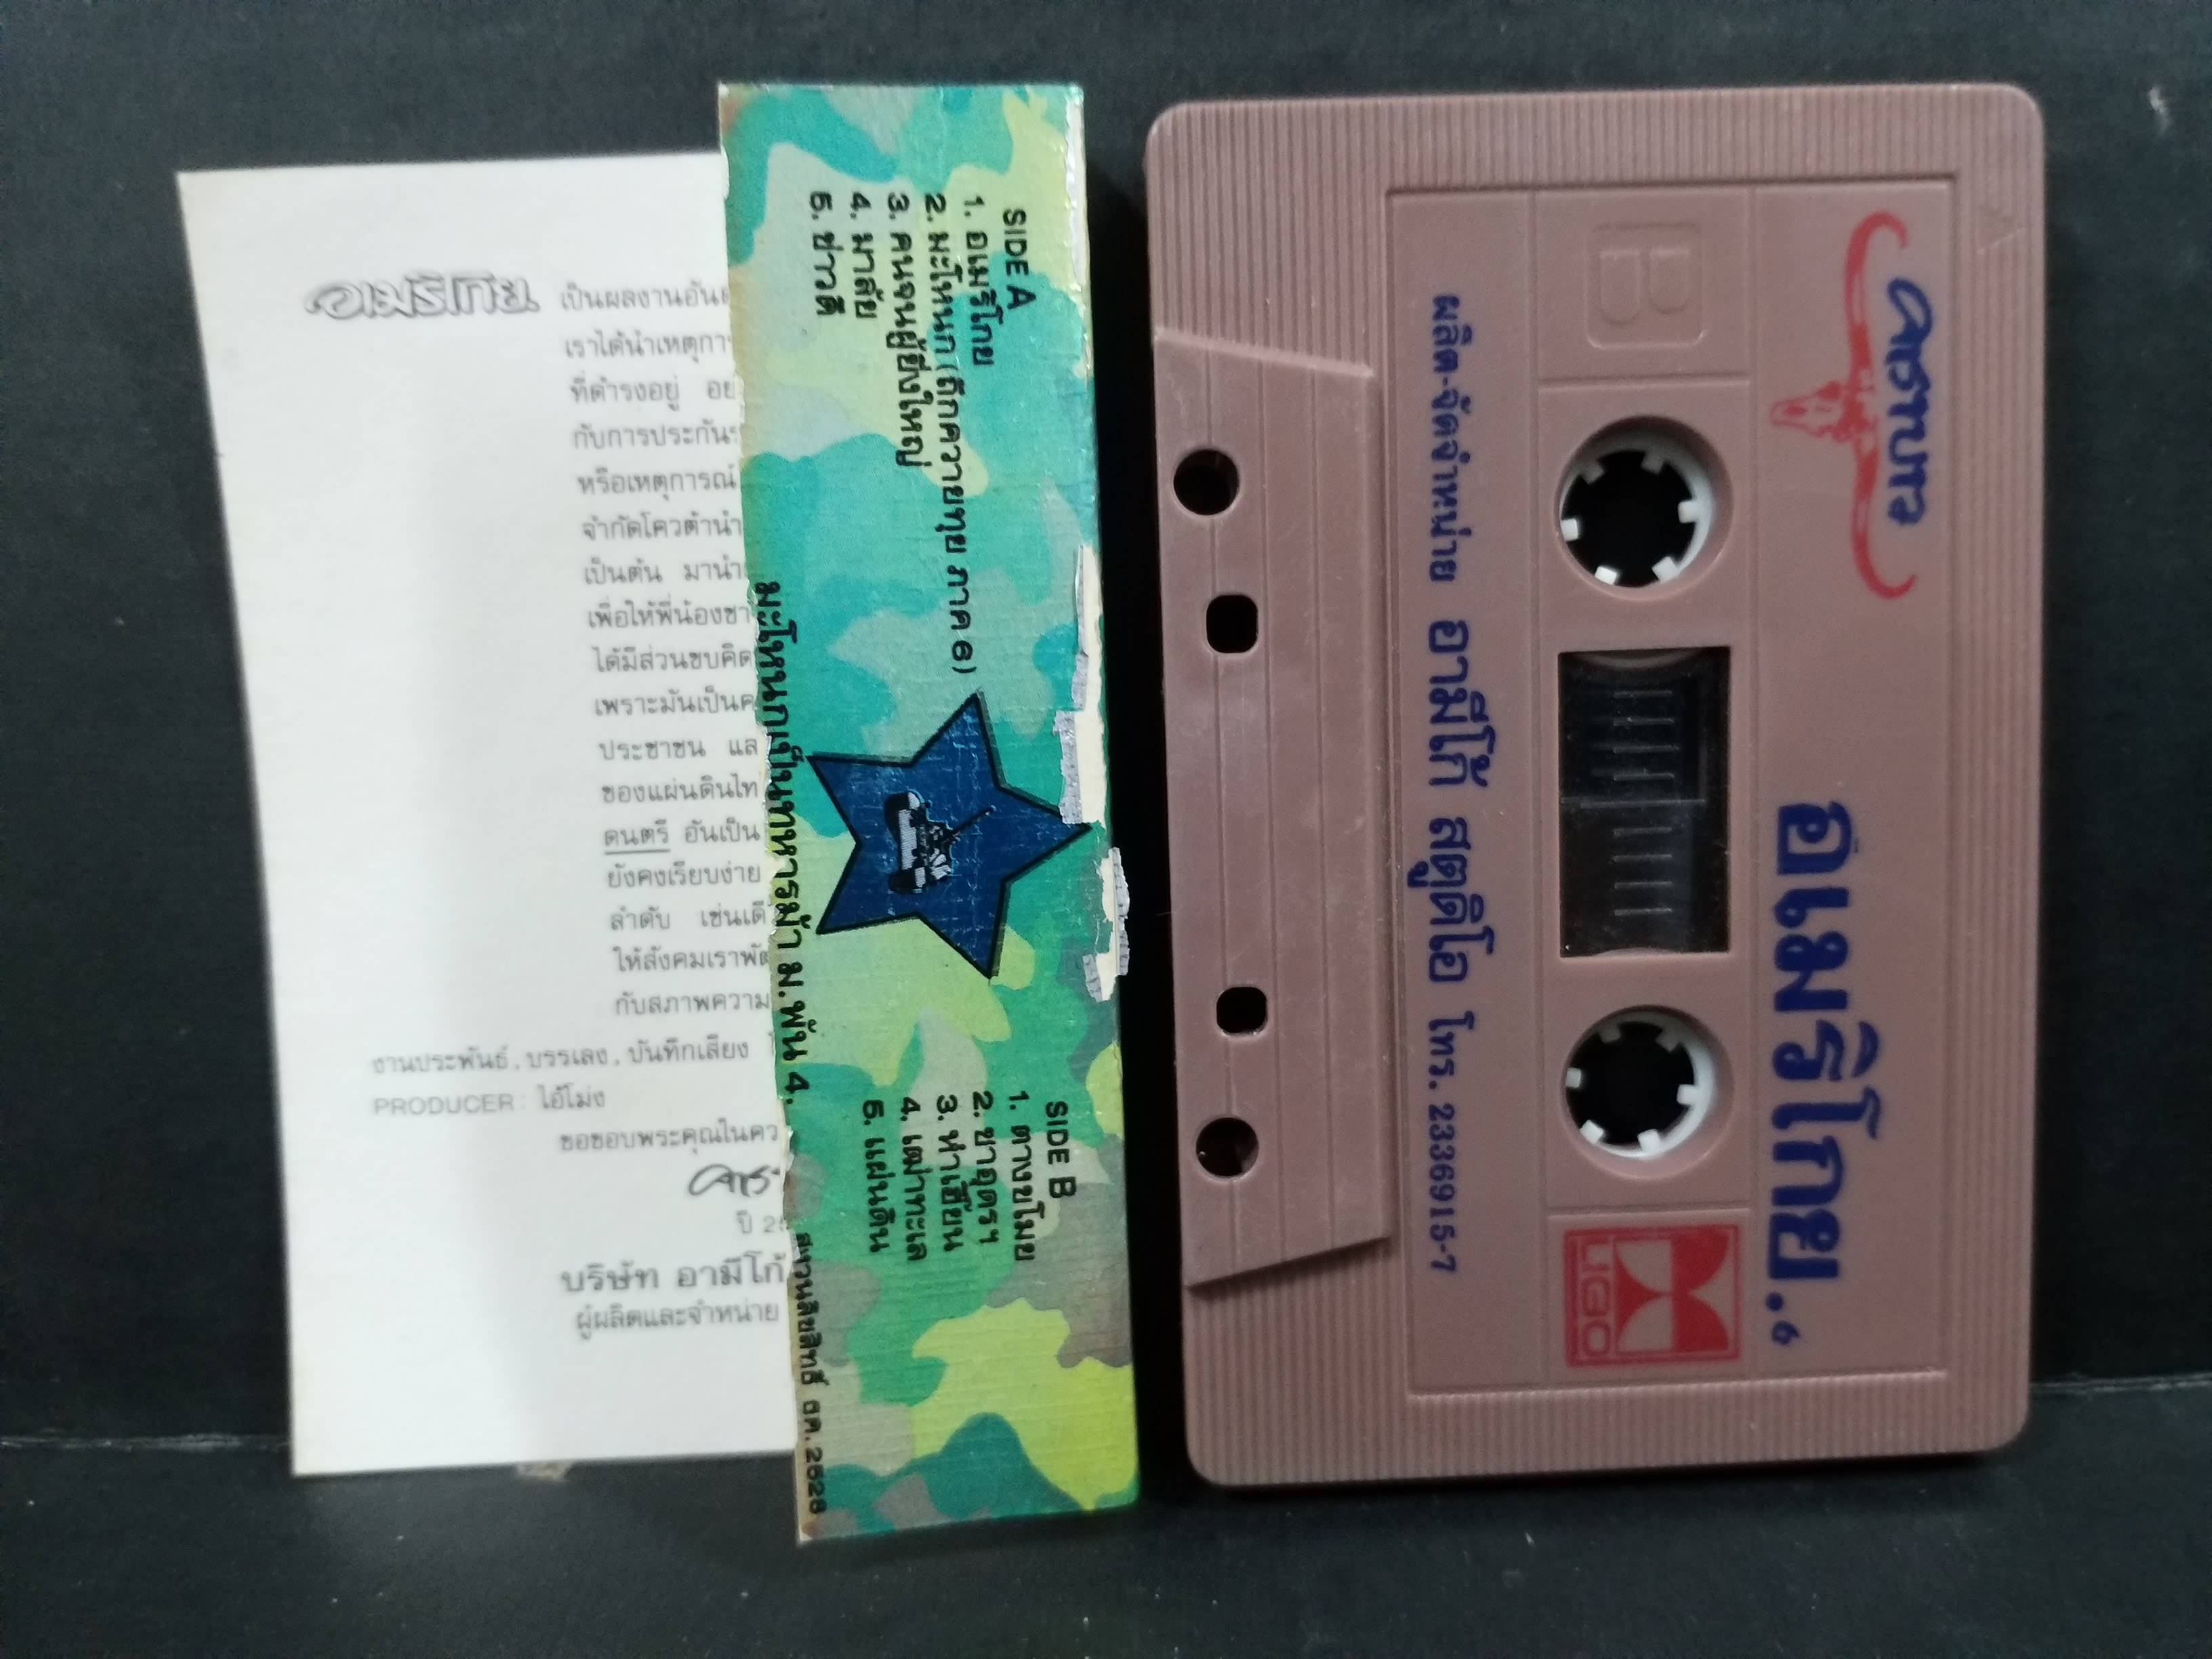 อเมริโกย เป็นผลงานอัน
เราได้นำเหตุกา
ที่ดำรงอยู่ อย
กับการประกัน
หรือเหตุการณ์
จำกัดโควต้านำ
เป็นต้น มานำ
เพื่อให้พี่น้องชา
ได้มีส่วนขบคิด
เพราะมันเป็นค
ประชาชน แล
ของแผ่นดินไท
ดนตรี อันเป็น
ยังคงเรียบง่าย
ลำดับ เช่นเดี
ให้สังคมเราพัฒ
กับสภาพความ
งานประพันธ์, บรรเลง, บันทึกเสียง
PRODUCER: ไอ้โม่ง
ขอขอบพระคุณในคว
คารา
ปี 25
บริษัท อามีโก้
ผู้ผลิตและจำหน่าย
SIDE A
1. อเมริโกย
2. มะโหนก (ถึกควายทุย ภาค 6)
3. คนจนผู้ยิ่งใหญ่
4. มาลัย
5. ข่าวดี
มะโหนกเป็นทหารม้า ม.พัน 4.
SIDE B
1. ตางขโมย
2. ซาอุดรฯ
3. หำเฮี้ยน
4. เฒ่าทะเล
5. แผ่นดิน
สงวนลิขสิทธิ์ ตค. 2528
คาราบาว
อเมริโกย..๖
B
LIGO
ผลิต-จัดจำหน่าย อามีโก้ สตูดิโอ โทร. 2336915-7